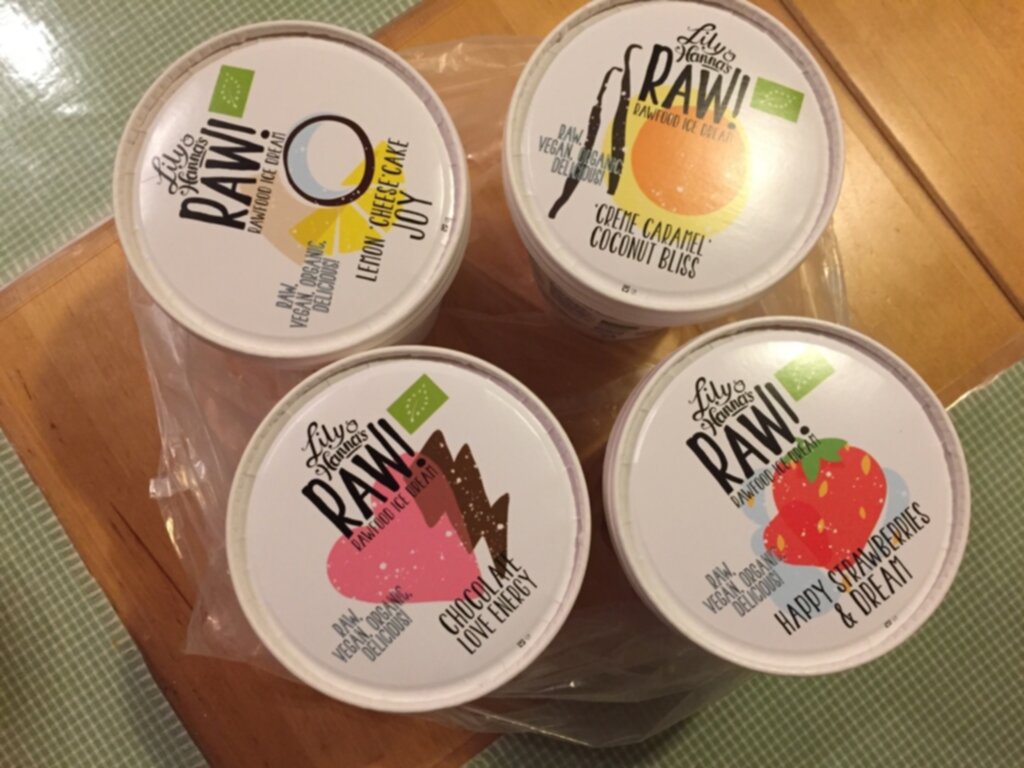 Lily & Hanna's
RAW!
RAWFOOD ICE DREAM
LEMON "CHEESE"CAKE
JOY
RAW,
VEGAN, ORGANIC,
DELICIOUS!
Lily & Hanna's
RAW!
RAWFOOD ICE DREAM
RAW,
VEGAN, ORGANIC,
DELICIOUS!
"CREME CARAMEL"
COCONUT BLISS
Lily & Hanna's
RAW!
RAWFOOD ICE DREAM
RAW,
VEGAN, ORGANIC,
DELICIOUS!
CHOCOLATE
LOVE ENERGY
Lily & Hanna's
RAW!
RAWFOOD ICE DREAM
RAW,
VEGAN, ORGANIC,
DELICIOUS!
HAPPY STRAWBERRIES
& DREAM